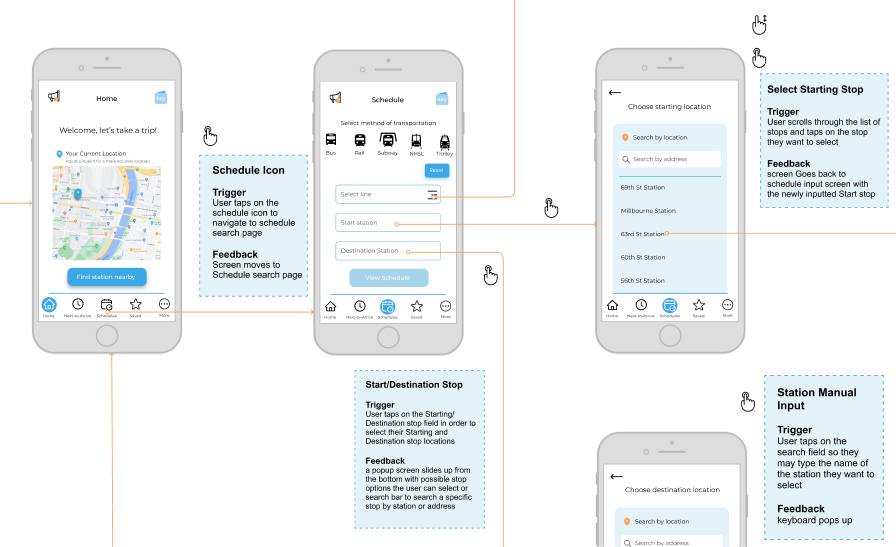 Home
key
Welcome, let's take a trip!
Your Current Location
Adjust pinpoint for a more accurate location
Find station nearby
Home
Next-to-Arrive
Schedules
Saved
More
Schedule Icon
Trigger
User taps on the
schedule icon to
navigate to schedule
search page
Feedback
Screen moves to
Schedule search page
Schedule
key
Select method of transportation
Bus
Rail
Subway
NHSL
Trolley
Reset
Select line
Start station
Destination Station
View Schedule
Home
Next-to-Arrive
Schedules
Saved
More
Start/Destination Stop
Trigger
User taps on the Starting/
Destination stop field in order to
select their Starting and
Destination stop locations
Feedback
a popup screen slides up from
the bottom with possible stop
options the user can select or
search bar to search a specific
stop by station or address
Choose starting location
Search by location
Search by address
69th St Station
Millbourne Station
63rd St Station
60th St Station
56th St Station
Home
Next-to-Arrive
Schedules
Saved
More
Select Starting Stop
Trigger
User scrolls through the list of
stops and taps on the stop
they want to select
Feedback
screen Goes back to
schedule input screen with
the newly inputted Start stop
Choose destination location
Search by location
Search by address
Station Manual
Input
Trigger
User taps on the
search field so they
may type the name of
the station they want to
select
Feedback
keyboard pops up